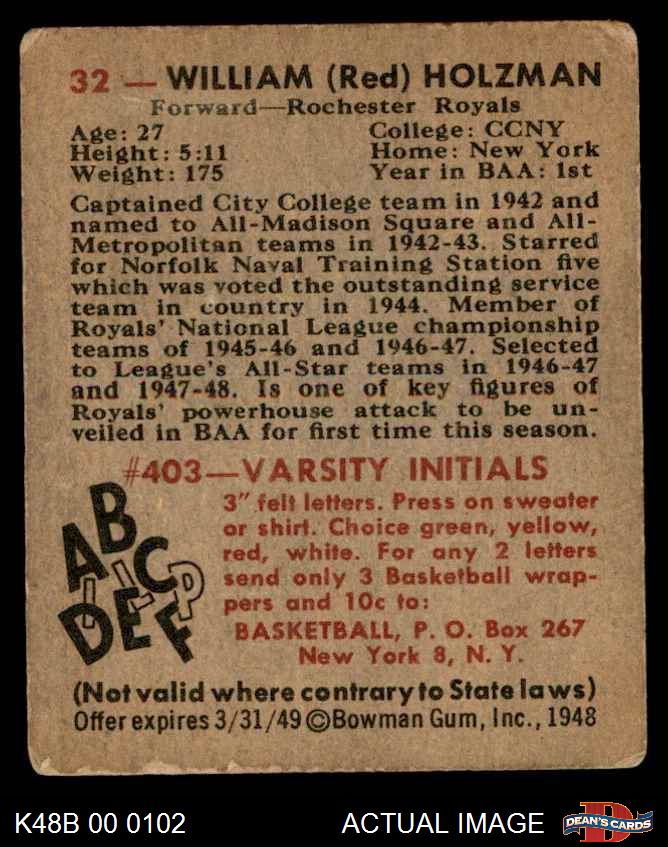 32 — WILLIAM (Red) HOLZMAN
Forward—Rochester Royals
Age: 27 College: CCNY
Height: 5:11 Home: New York
Weight: 175 Year in BAA: 1st
Captained City College team in 1942 and
named to All-Madison Square and All-
Metropolitan teams in 1942-43. Starred
for Norfolk Naval Training Station five
which was voted the outstanding service
team in country in 1944. Member of
Royals' National League championship
teams of 1945-46 and 1946-47. Selected
to League's All-Star teams in 1946-47
and 1947-48. Is one of key figures of
Royals' powerhouse attack to be un-
veiled in BAA for first time this season.
#403—VARSITY INITIALS
3" felt letters. Press on sweater
or shirt. Choice green, yellow,
red, white. For any 2 letters
send only 3 Basketball wrap-
pers and 10c to:
BASKETBALL, P. O. Box 267
New York 8, N. Y.
ABC
DEF
(Not valid where contrary to State laws)
Offer expires 3/31/49 ©Bowman Gum, Inc., 1948
K48B 00 0102 ACTUAL IMAGE D DEAN'S CARDS